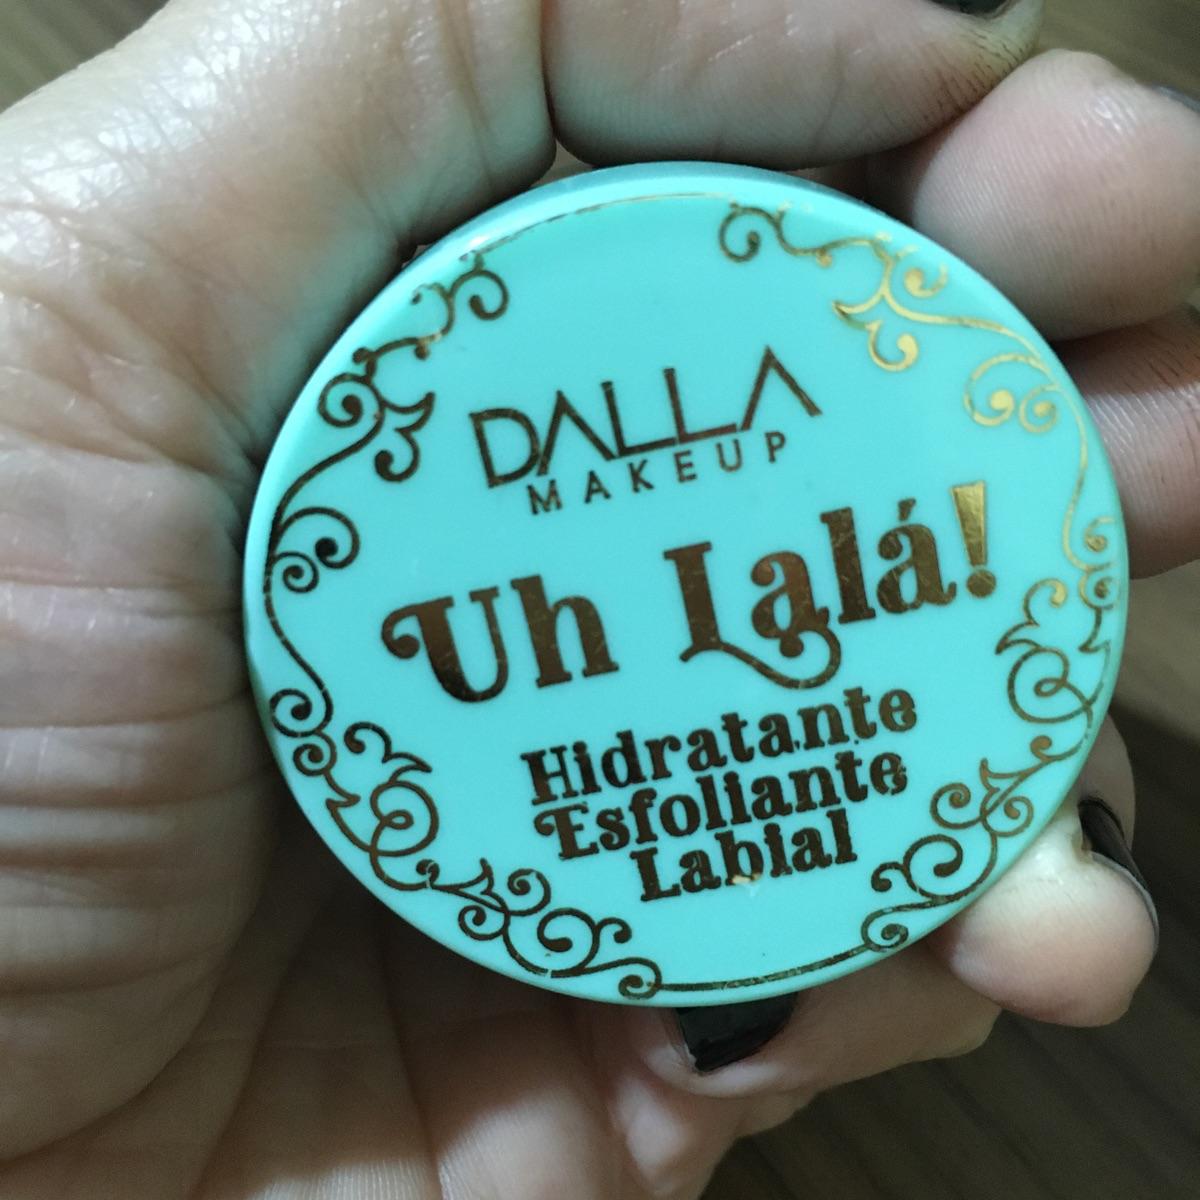 DALLA
MAKEUP
Uh Lalá!
Hidratante
Esfoliante
Labial